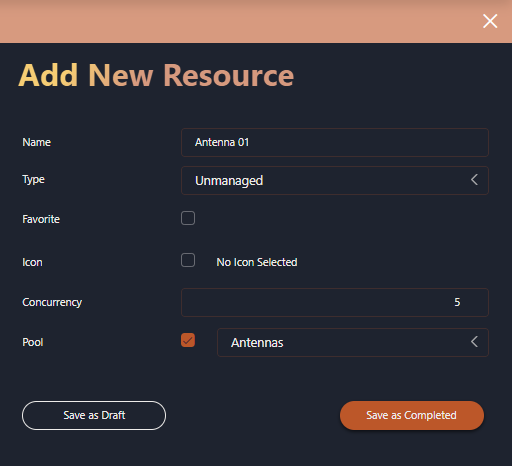 Add New Resource
Name Antenna 01
Type Unmanaged
Favorite
Icon No Icon Selected
Concurrency 5
Pool Antennas
Save as Draft Save as Completed